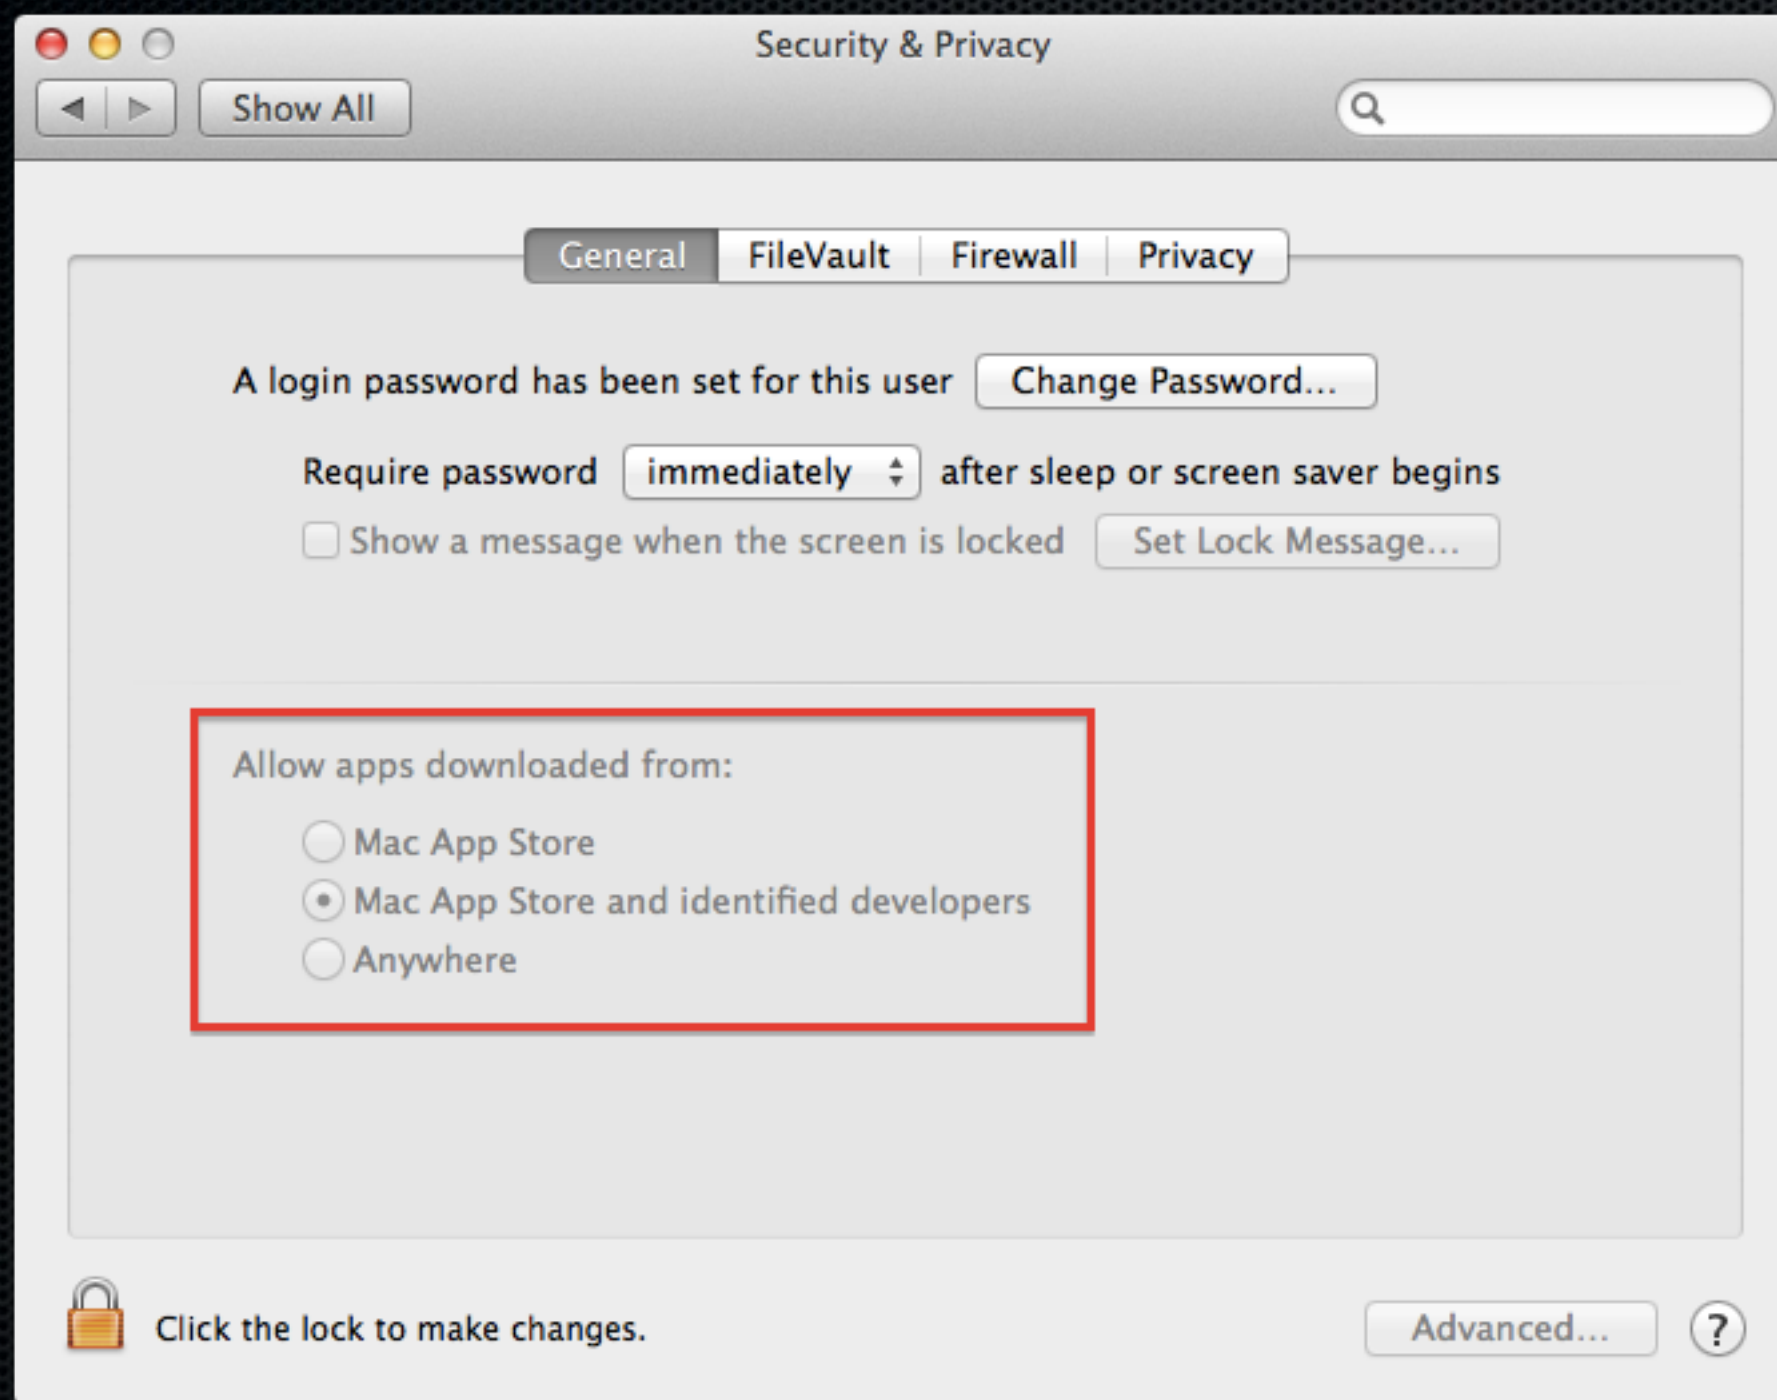 Security & Privacy
Show All
General FileVault Firewall Privacy
A login password has been set for this user Change Password...
Require password immediately after sleep or screen saver begins
Show a message when the screen is locked Set Lock Message...
Allow apps downloaded from:
Mac App Store
Mac App Store and identified developers
Anywhere
Click the lock to make changes. Advanced... ?